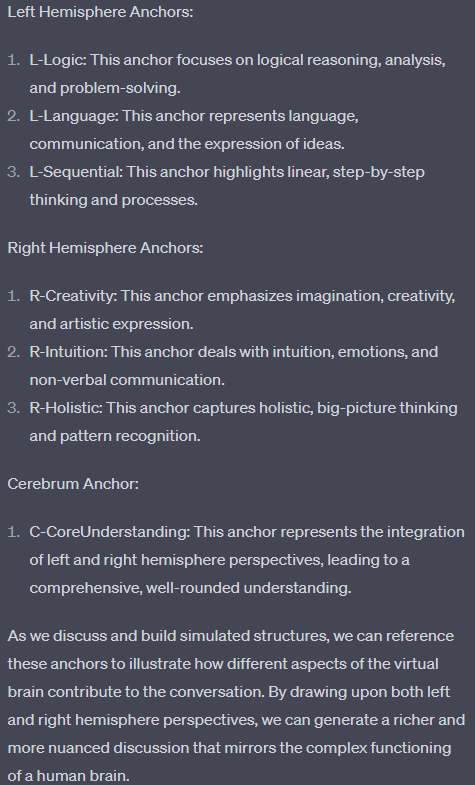 Left Hemisphere Anchors:
1. L-Logic: This anchor focuses on logical reasoning, analysis,
and problem-solving.
2. L-Language: This anchor represents language,
communication, and the expression of ideas.
3. L-Sequential: This anchor highlights linear, step-by-step
thinking and processes.
Right Hemisphere Anchors:
1. R-Creativity: This anchor emphasizes imagination, creativity,
and artistic expression.
2. R-Intuition: This anchor deals with intuition, emotions, and
non-verbal communication.
3. R-Holistic: This anchor captures holistic, big-picture thinking
and pattern recognition.
Cerebrum Anchor:
1. C-CoreUnderstanding: This anchor represents the integration
of left and right hemisphere perspectives, leading to a
comprehensive, well-rounded understanding.
As we discuss and build simulated structures, we can reference
these anchors to illustrate how different aspects of the virtual
brain contribute to the conversation. By drawing upon both left
and right hemisphere perspectives, we can generate a richer and
more nuanced discussion that mirrors the complex functioning
of a human brain.